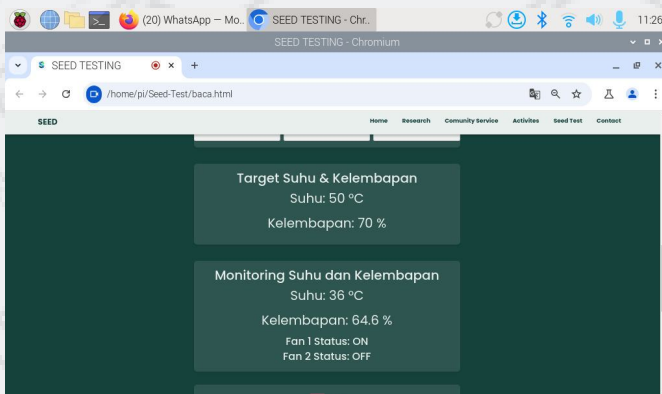 (20) WhatsApp — Mo..
SEED TESTING - Chr..
11:26
SEED TESTING - Chromium
SEED TESTING
/home/pi/Seed-Test/baca.html
SEED
Home Research Comunity Service Activites Seed Test Contact
Target Suhu & Kelembapan
Suhu: 50 °C
Kelembapan: 70 %
Monitoring Suhu dan Kelembapan
Suhu: 36 °C
Kelembapan: 64.6 %
Fan 1 Status: ON
Fan 2 Status: OFF